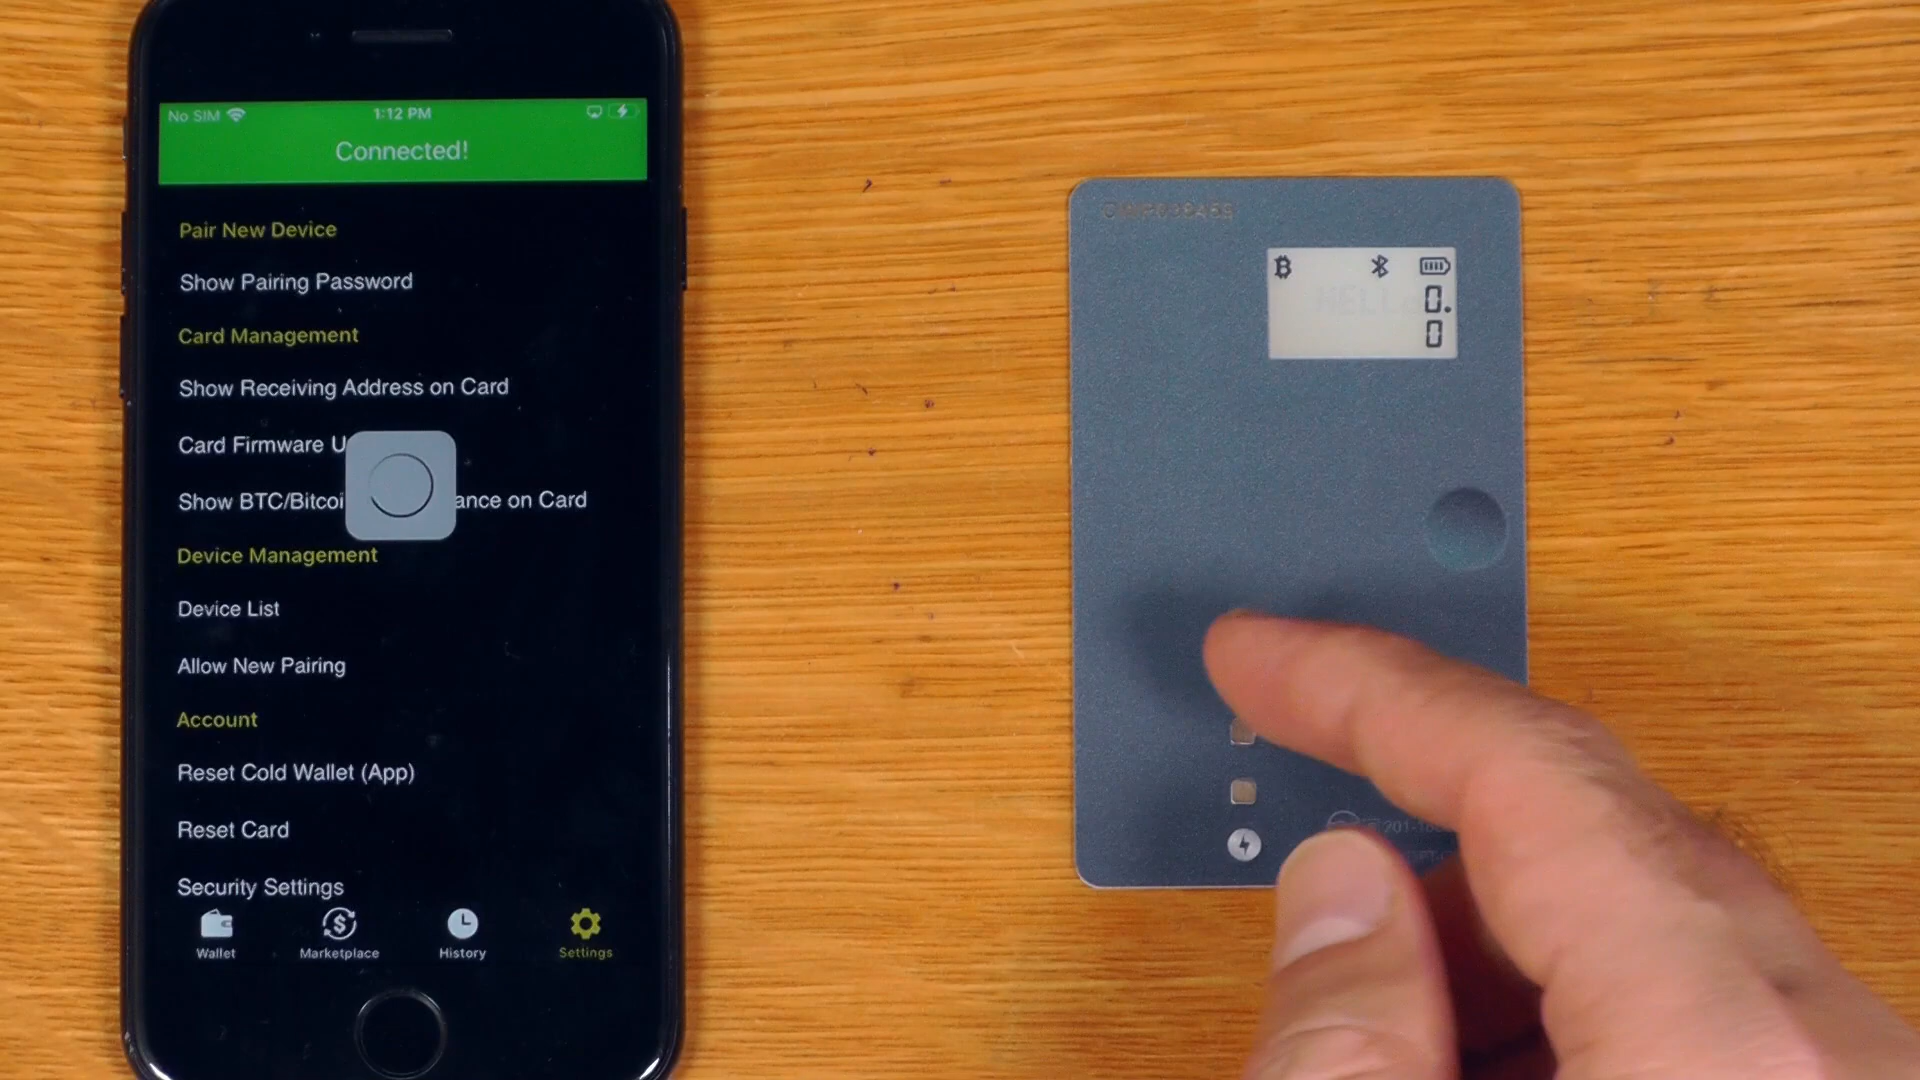 No SIM
1:12 PM
Connected!
Pair New Device
Show Pairing Password
Card Management
Show Receiving Address on Card
Card Firmware U
Show BTC/Bitcoi ance on Card
Device Management
Device List
Allow New Pairing
Account
Reset Cold Wallet (App)
Reset Card
Security Settings
Wallet
Marketplace
History
Settings
0.
0